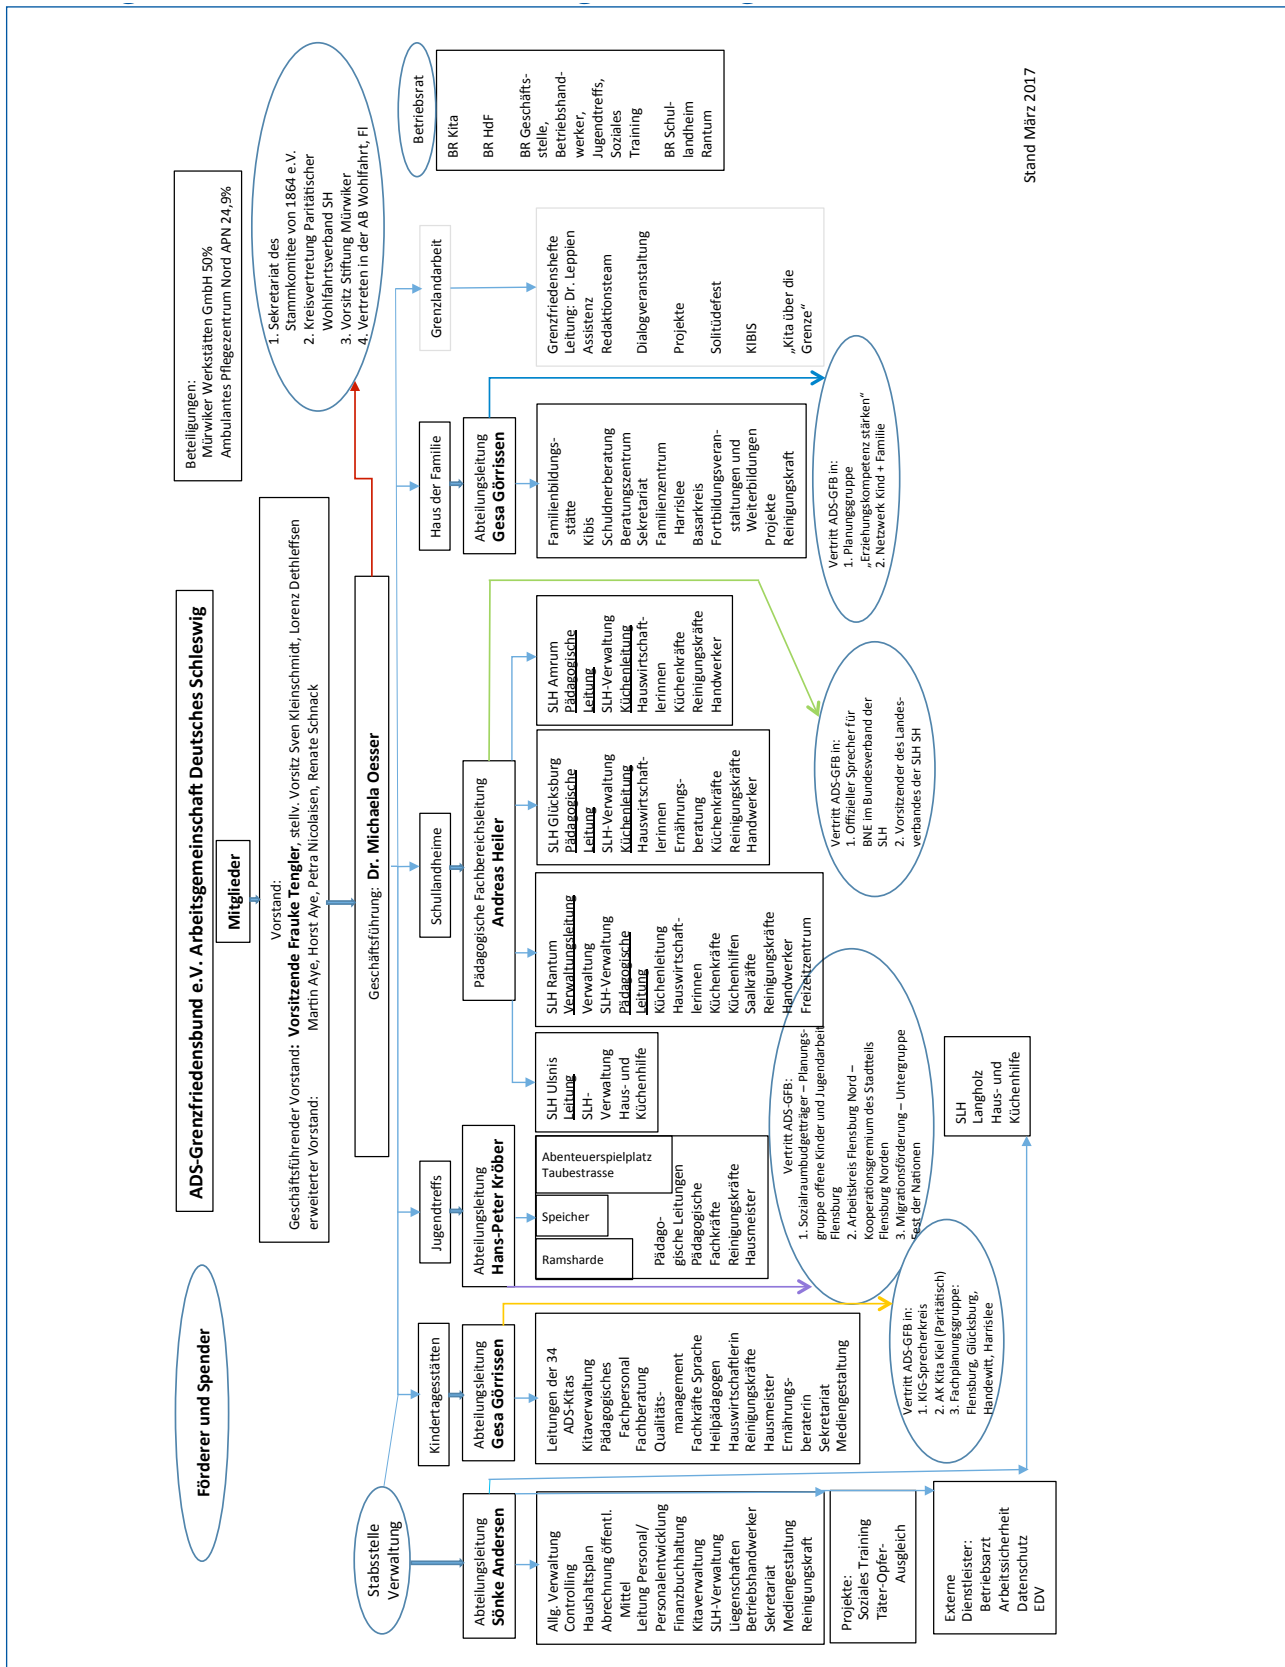 ADS-Grenzfriedensbund e.V. Arbeitsgemeinschaft Deutsches Schleswig
Förderer und Spender
Mitglieder
Beteiligungen:
Mürwiker Werkstätten GmbH 50%
Ambulantes Pflegezentrum Nord APN 24,9%
Vorstand:
Geschäftsführender Vorstand: Vorsitzende Frauke Tengler, stellv. Vorsitz Sven Kleinschmidt, Lorenz Dethleffsen
erweiterter Vorstand: Martin Aye, Horst Aye, Petra Nicolaisen, Renate Schnack
1. Sekretariat des
Stammkomitee von 1864 e.V.
2. Kreisvertretung Paritätischer
Wohlfahrtsverband SH
3. Vorsitz Stiftung Mürwiker
4. Vertreten in der AB Wohlfahrt, Fl
Geschäftsführung: Dr. Michaela Oesser
Stabsstelle
Verwaltung
Kindertagesstätten
Jugendtreffs
Schullandheime
Haus der Familie
Grenzlandarbeit
Betriebsrat
BR Kita
BR HdF
BR Geschäfts-
stelle,
Betriebshand-
werker,
Jugendtreffs,
Soziales
Training
BR Schul-
landheim
Rantum
Abteilungsleitung
Sönke Andersen
Abteilungsleitung
Gesa Görrissen
Abteilungsleitung
Hans-Peter Kröber
Pädagogische Fachbereichsleitung
Andreas Heiler
Abteilungsleitung
Gesa Görrissen
Allg. Verwaltung
Controlling
Haushaltsplan
Abrechnung öffentl.
Mittel
Leitung Personal/
Personalentwicklung
Finanzbuchhaltung
Kitaverwaltung
SLH-Verwaltung
Liegenschaften
Betriebshandwerker
Sekretariat
Mediengestaltung
Reinigungskraft
Leitungen der 34
ADS-Kitas
Kitaverwaltung
Pädagogisches
Fachpersonal
Fachberatung
Qualitäts-
management
Fachkräfte Sprache
Heilpädagogen
Hauswirtschaftlerin
Reinigungskräfte
Hausmeister
Ernährungs-
beraterin
Sekretariat
Mediengestaltung
Ramsharde
Speicher
Abenteuerspielplatz
Taubestrasse
Pädago-
gische Leitungen
Pädagogische
Fachkräfte
Reinigungskräfte
Hausmeister
SLH Ulsnis
Leitung
SLH-
Verwaltung
Haus- und
Küchenhilfe
SLH Rantum
Verwaltungsleitung
Verwaltung
SLH-Verwaltung
Pädagogische
Leitung
Küchenleitung
Hauswirtschaft-
lerinnen
Küchenkräfte
Küchenhilfen
Saalkräfte
Reinigungskräfte
Handwerker
Freizeitzentrum
SLH Glücksburg
Pädagogische
Leitung
SLH-Verwaltung
Küchenleitung
Hauswirtschaft-
lerinnen
Ernährungs-
beratung
Küchenkräfte
Reinigungskräfte
Handwerker
SLH Amrum
Pädagogische
Leitung
SLH-Verwaltung
Küchenleitung
Hauswirtschaft-
lerinnen
Küchenkräfte
Reinigungskräfte
Handwerker
Familienbildungs-
stätte
Kibis
Schuldnerberatung
Beratungszentrum
Sekretariat
Familienzentrum
Harrislee
Basarkreis
Fortbildungsveran-
staltungen und
Weiterbildungen
Projekte
Reinigungskraft
Grenzfriedenshefte
Leitung: Dr. Leppien
Assistenz
Redaktionsteam
Dialogveranstaltung
Projekte
Solitüdefest
KIBIS
„Kita über die
Grenze“
Projekte:
Soziales Training
Täter-Opfer-
Ausgleich
Externe
Dienstleister:
Betriebsarzt
Arbeitssicherheit
Datenschutz
EDV
Vertritt ADS-GFB in:
1. KIG-Sprecherkreis
2. AK Kita Kiel (Paritätisch)
3. Fachplanungsgruppe:
Flensburg, Glücksburg,
Handewitt, Harrislee
Vertritt ADS-GFB:
1. Sozialraumbudgetträger – Planungs-
gruppe offene Kinder und Jugendarbeit
Flensburg
2. Arbeitskreis Flensburg Nord –
Kooperationsgremium des Stadtteils
Flensburg Norden
3. Migrationsförderung – Untergruppe
Fest der Nationen
SLH
Langholz
Haus- und
Küchenhilfe
Vertritt ADS-GFB in:
1. Offizieller Sprecher für
BNE im Bundesverband der
SLH
2. Vorsitzender des Landes-
verbandes der SLH SH
Vertritt ADS-GFB in:
1. Planungsgruppe
„Erziehungskompetenz stärken“
2. Netzwerk Kind + Familie
Stand März 2017